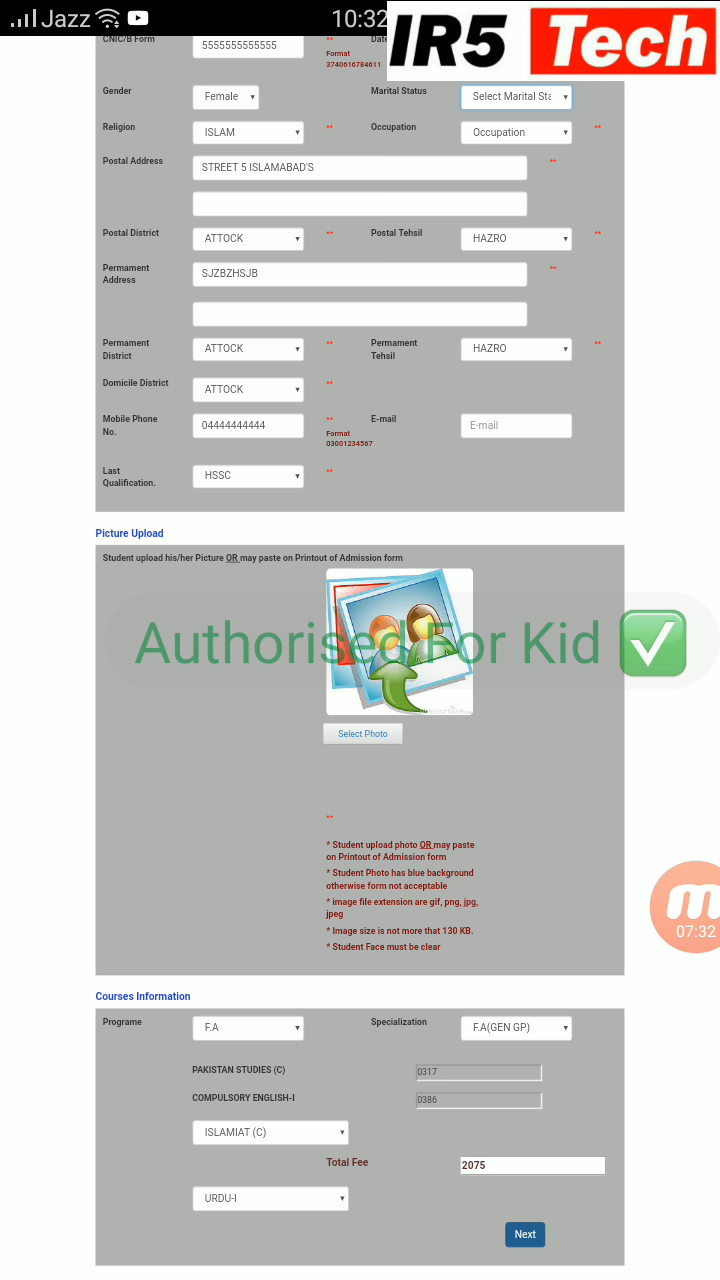 Jazz 10:32
IR5 Tech
CNIC/B Form 5555555555555 ** Date
Format
3740616784611
Gender Female Marital Status Select Marital Sta
Religion ISLAM ** Occupation Occupation **
Postal Address STREET 5 ISLAMABAD'S **
Postal District ATTOCK ** Postal Tehsil HAZRO **
Permament Address SJZBZHSJB **
Permament District ATTOCK ** Permament Tehsil HAZRO **
Domicile District ATTOCK **
Mobile Phone No. 04444444444 ** E-mail E-mail
Format
03001234567
Last Qualification. HSSC **
Picture Upload
Student upload his/her Picture OR may paste on Printout of Admission form
Authorised For Kid ✅
Select Photo
**
* Student upload photo OR may paste
on Printout of Admission form
* Student Photo has blue background
otherwise form not acceptable
* image file extension are gif, png, jpg,
jpeg
* Image size is not more that 130 KB.
* Student Face must be clear
m
07:32
Courses Information
Programe F.A Specialization F.A(GEN GP)
PAKISTAN STUDIES (C) 0317
COMPULSORY ENGLISH-I 0386
ISLAMIAT (C)
Total Fee 2075
URDU-I
Next